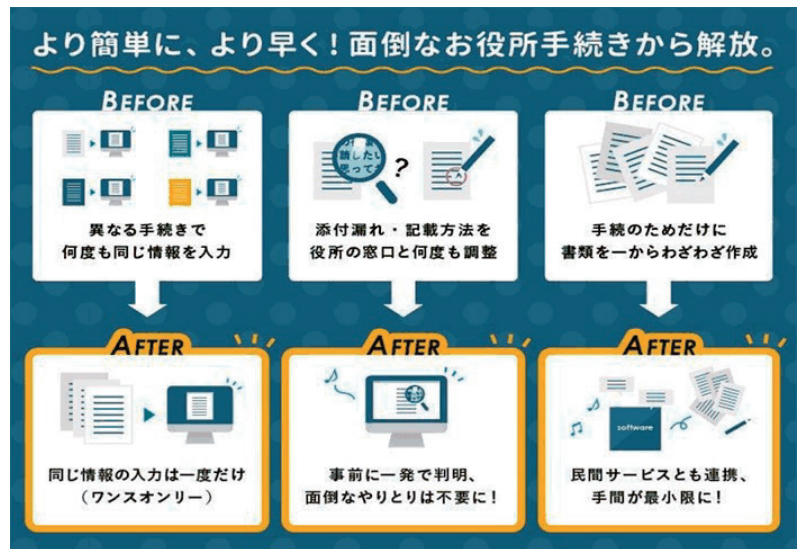 より簡単に、より早く！面倒なお役所手続きから解放。
BEFORE
異なる手続きで
何度も同じ情報を入力
BEFORE
請したい
思って
?
添付漏れ・記載方法を
役所の窓口と何度も調整
BEFORE
手続のためだけに
書類を一からわざわざ作成
AFTER
同じ情報の入力は一度だけ
（ワンスオンリー）
AFTER
事前に一発で判明、
面倒なやりとりは不要に！
AFTER
software
民間サービスとも連携、
手間が最小限に！